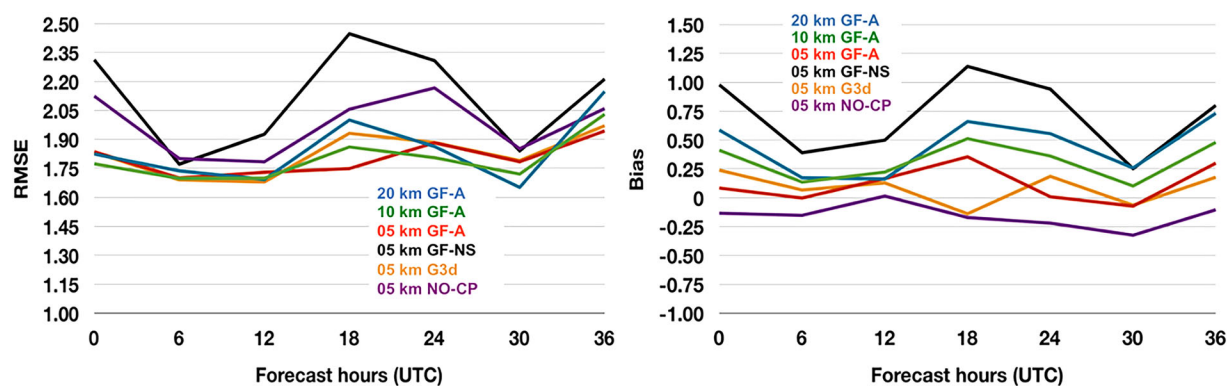 2.50
2.35
2.20
2.05
1.90
1.75
1.60
1.45
1.30
1.15
1.00
RMSE
20 km GF-A
10 km GF-A
05 km GF-A
05 km GF-NS
05 km G3d
05 km NO-CP
0 6 12 18 24 30 36
Forecast hours (UTC)
1.50
1.25
1.00
0.75
0.50
0.25
0
-0.25
-0.50
-0.75
-1.00
Bias
20 km GF-A
10 km GF-A
05 km GF-A
05 km GF-NS
05 km G3d
05 km NO-CP
0 6 12 18 24 30 36
Forecast hours (UTC)